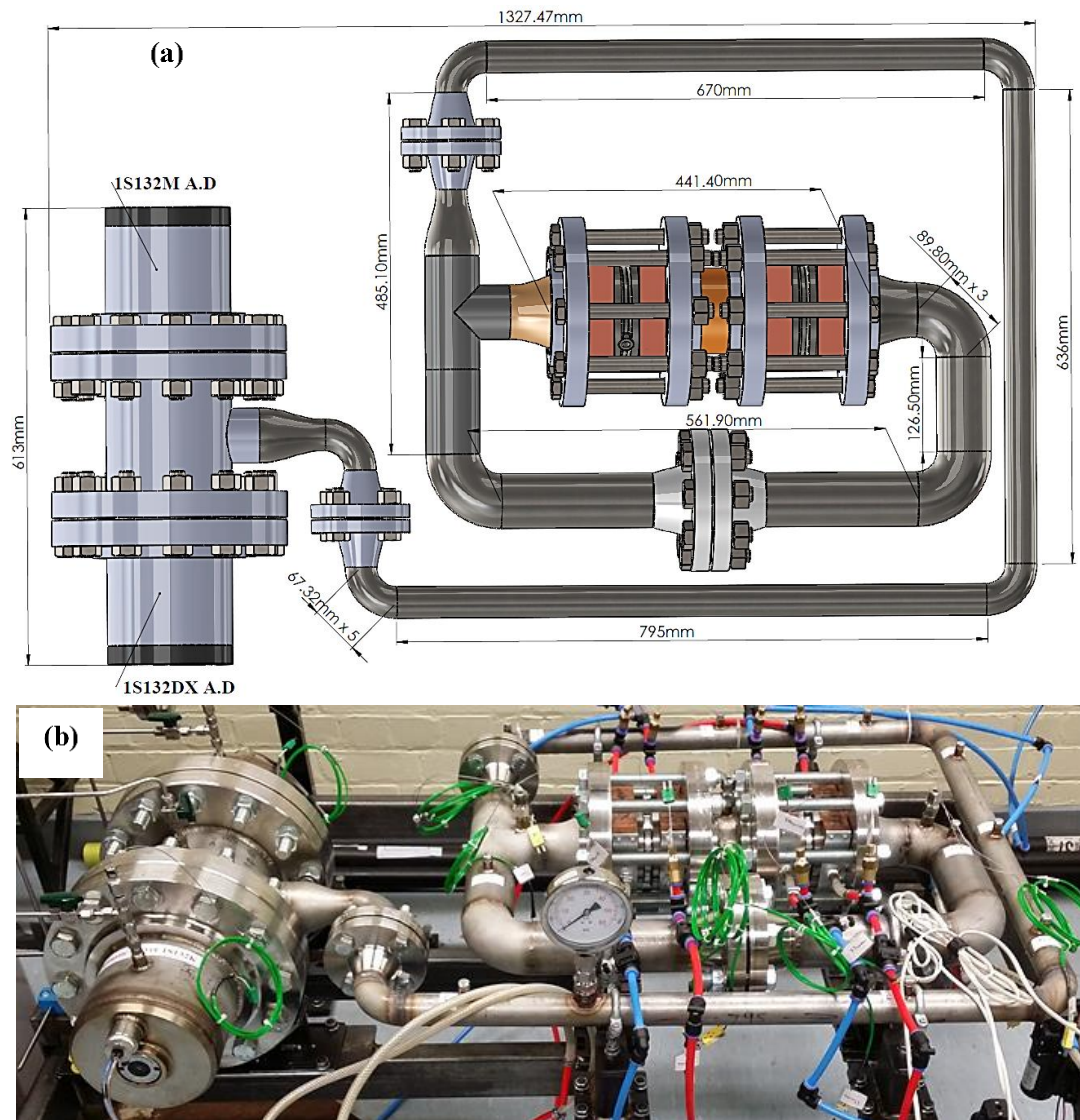 1327.47mm
(a)
670mm
1S132M A.D
441.40mm
485.10mm
89.80mm x 3
636mm
613mm
561.90mm
126.50mm
67.32mm x 5
795mm
1S132DX A.D
(b)